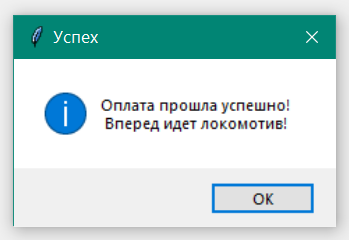 Успех
Оплата прошла успешно!
Вперед идет локомотив!
OK